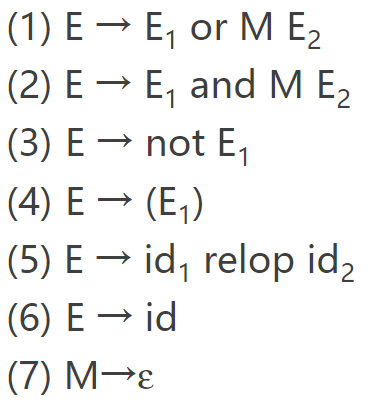 (1) E → E₁ or M E₂
(2) E → E₁ and M E₂
(3) E → not E₁
(4) E → (E₁)
(5) E → id₁ relop id₂
(6) E → id
(7) M→ε